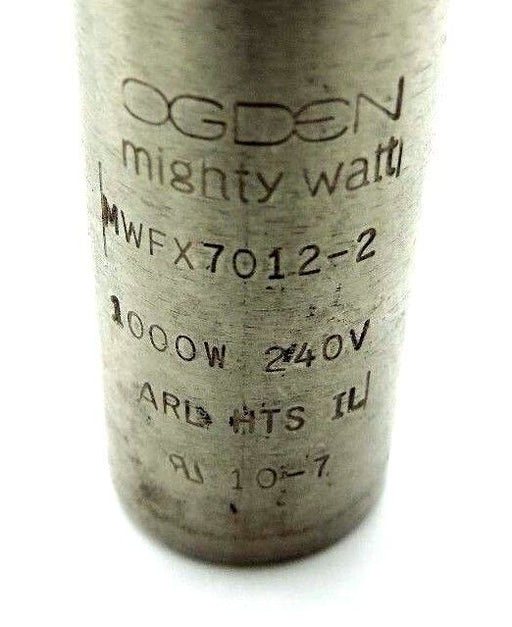 OGDEN
mighty watt
MWFX7012-2
1000W 240V
ARL HTS IL
10-7